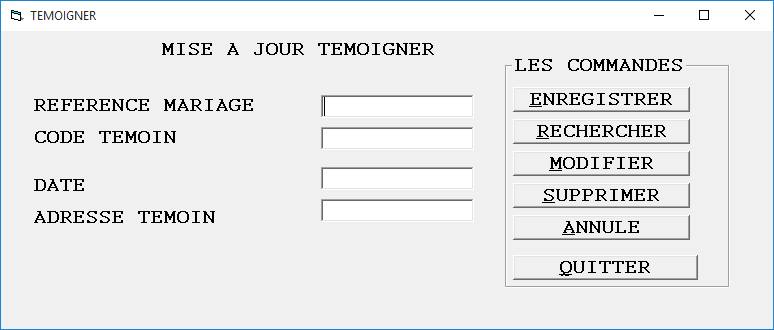 TEMOIGNER
MISE A JOUR TEMOIGNER
REFERENCE MARIAGE
CODE TEMOIN
DATE
ADRESSE TEMOIN
LES COMMANDES
ENREGISTRER
RECHERCHER
MODIFIER
SUPPRIMER
ANNULE
QUITTER